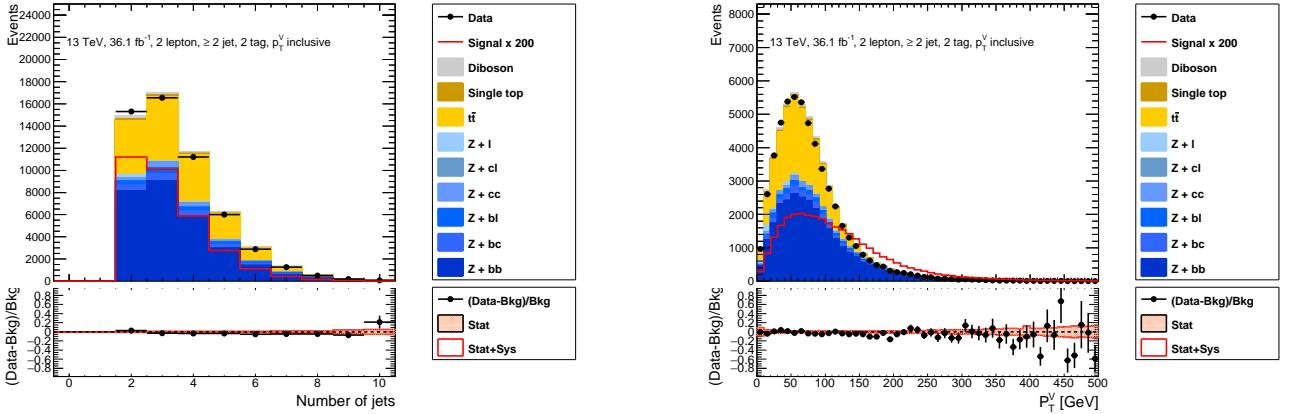 Events
24000
22000
20000
18000
16000
14000
12000
10000
8000
6000
4000
2000
0
13 TeV, 36.1 fb⁻¹, 2 lepton, ≥ 2 jet, 2 tag, p_T^V inclusive
Data
Signal x 200
Diboson
Single top
tt̄
Z + l
Z + cl
Z + cc
Z + bl
Z + bc
Z + bb
(Data-Bkg)/Bkg
0.8
0.6
0.4
0.2
0
−0.2
−0.4
−0.6
−0.8
0 2 4 6 8 10
Number of jets
(Data-Bkg)/Bkg
Stat
Stat+Sys
Events
8000
7000
6000
5000
4000
3000
2000
1000
0
13 TeV, 36.1 fb⁻¹, 2 lepton, ≥ 2 jet, 2 tag, p_T^V inclusive
Data
Signal x 200
Diboson
Single top
tt̄
Z + l
Z + cl
Z + cc
Z + bl
Z + bc
Z + bb
(Data-Bkg)/Bkg
0.8
0.6
0.4
0.2
0
−0.2
−0.4
−0.6
−0.8
0 50 100 150 200 250 300 350 400 450 500
P_T^V [GeV]
(Data-Bkg)/Bkg
Stat
Stat+Sys